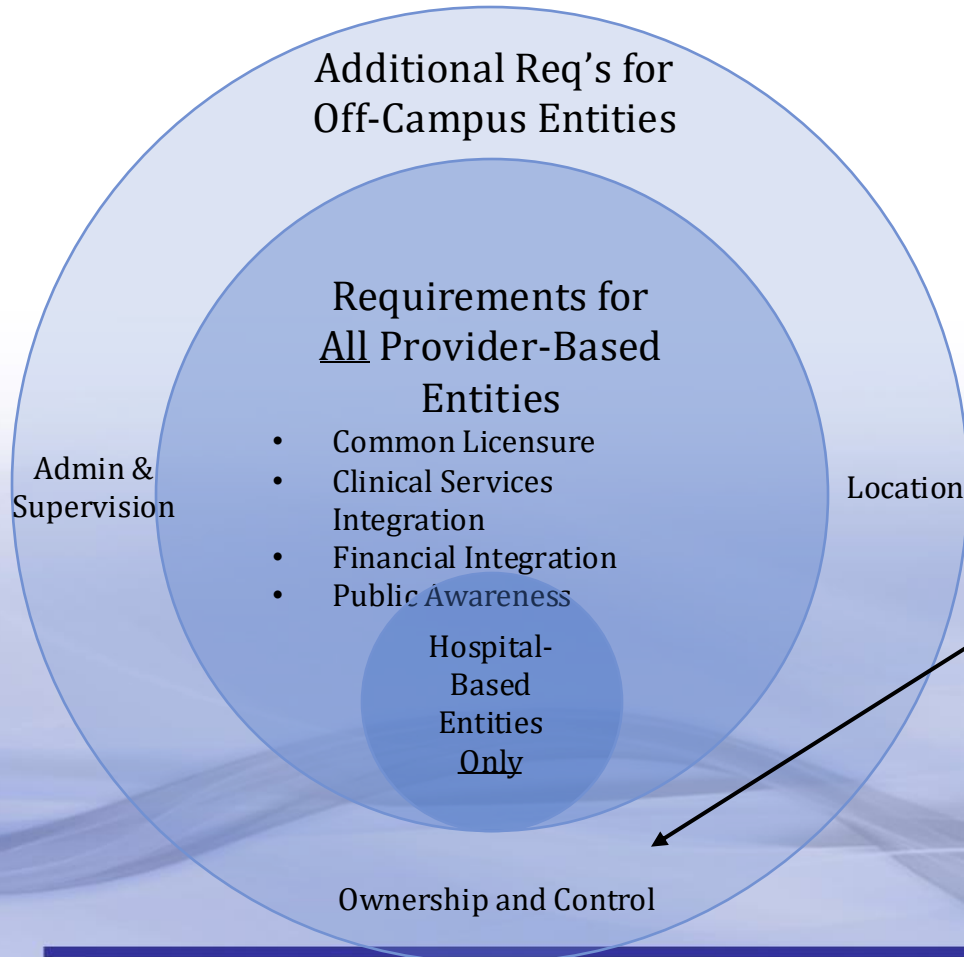 Additional Req's for
Off-Campus Entities
Requirements for
All Provider-Based
Entities
• Common Licensure
• Clinical Services
Integration
• Financial Integration
• Public Awareness
Admin &
Supervision
Location
Hospital-
Based
Entities
Only
Ownership and Control